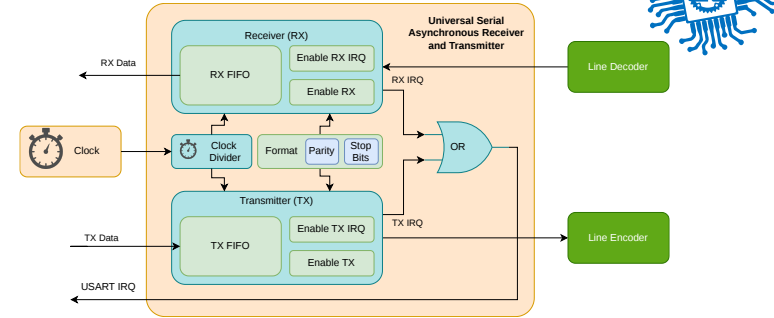 Universal Serial
Asynchronous Receiver
and Transmitter
Receiver (RX)
RX Data
RX FIFO
Enable RX IRQ
Enable RX
RX IRQ
Line Decoder
Clock
Clock
Divider
Format
Parity
Stop
Bits
OR
Transmitter (TX)
TX Data
TX FIFO
Enable TX IRQ
Enable TX
TX IRQ
Line Encoder
USART IRQ